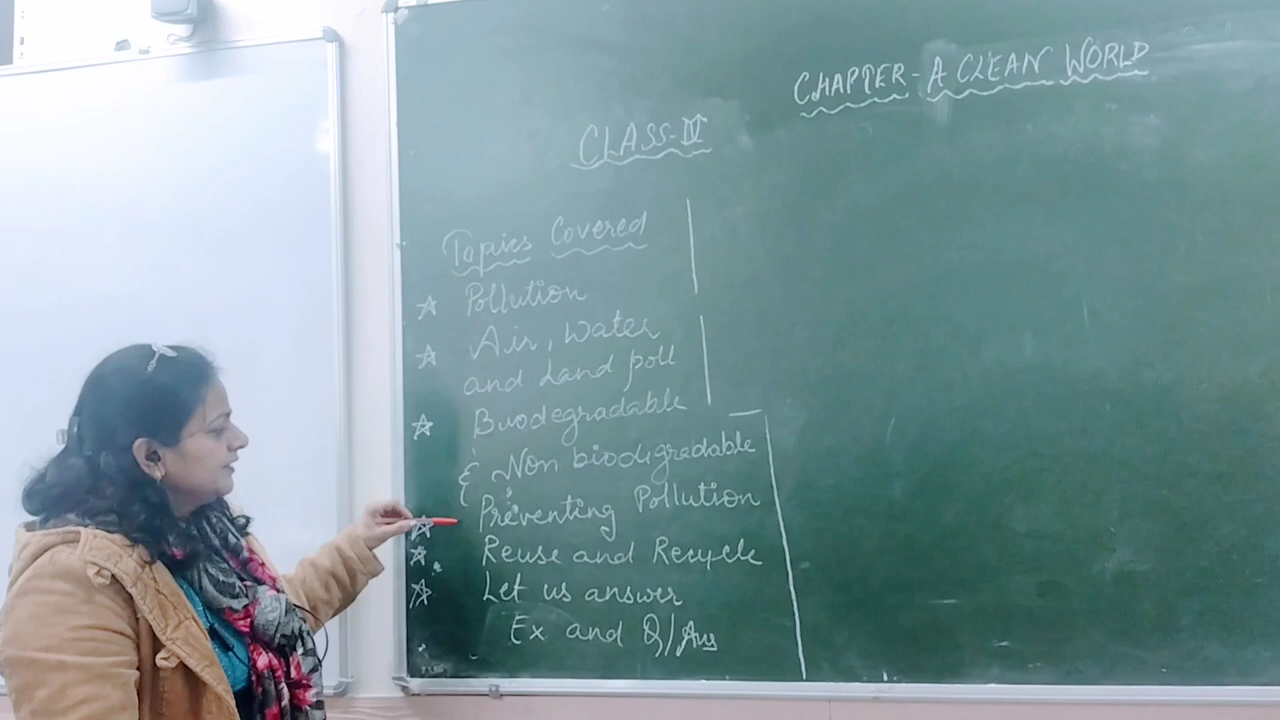 CHAPTER-A CLEAN WORLD
CLASS-IV
Topics Covered
☆ Pollution
☆ Air, Water
and Land poll
☆ Biodegradable
& Non biodegradable
☆ Preventing Pollution
☆ Reuse and Recycle
☆ Let us answer
Ex and Q/Ans